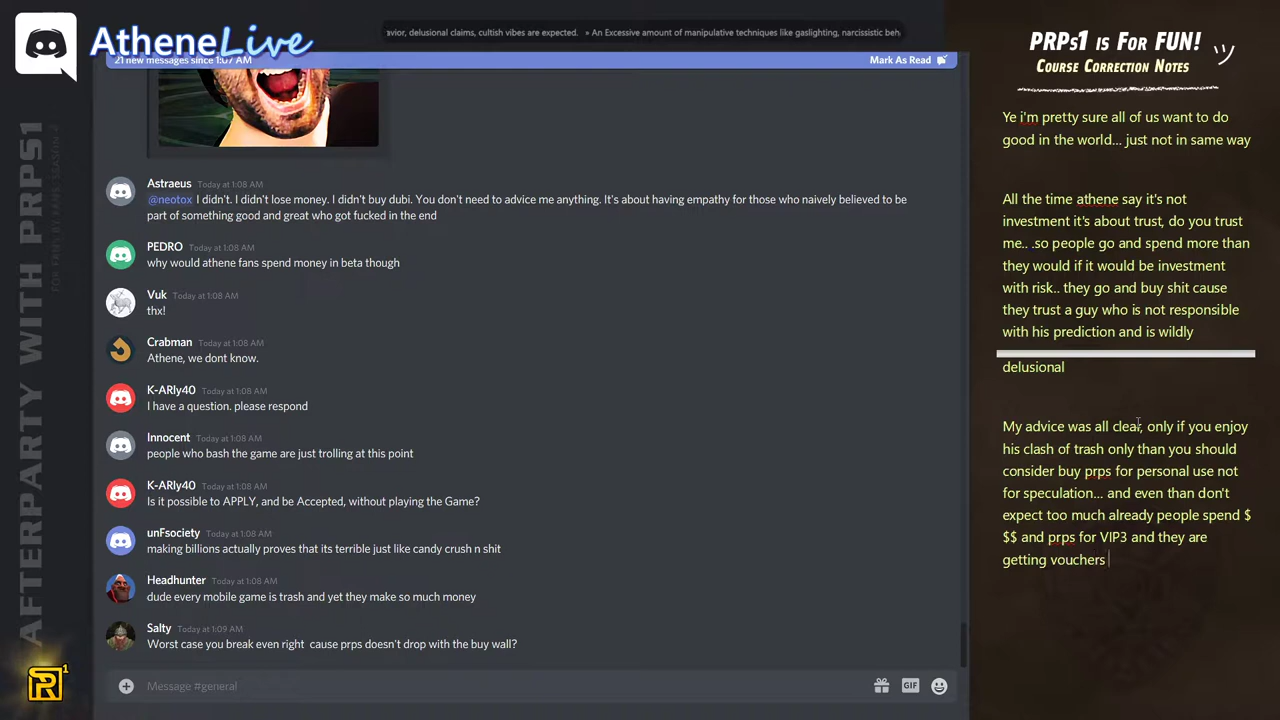 AtheneLive
avior, delusional claims, cultish vibes are expected. » An Excessive amount of manipulative techniques like gaslighting, narcissistic beh
21 new messages since 1:07 AM
Mark As Read
Astraeus Today at 1:08 AM
@neotox I didn't. I didn't lose money. I didn't buy dubi. You don't need to advice me anything. It's about having empathy for those who naively believed to be
part of something good and great who got fucked in the end
PEDRO Today at 1:08 AM
why would athene fans spend money in beta though
Vuk Today at 1:08 AM
thx!
Crabman Today at 1:08 AM
Athene, we dont know.
K-ARly40 Today at 1:08 AM
I have a question. please respond
Innocent Today at 1:08 AM
people who bash the game are just trolling at this point
K-ARly40 Today at 1:08 AM
Is it possible to APPLY, and be Accepted, without playing the Game?
unFsociety Today at 1:08 AM
making billions actually proves that its terrible just like candy crush n shit
Headhunter Today at 1:08 AM
dude every mobile game is trash and yet they make so much money
Salty Today at 1:09 AM
Worst case you break even right cause prps doesn't drop with the buy wall?
Message #general
GIF
AFTERPARTY WITH PRPS1
PRPs1 is For FUN! ツ
Course Correction Notes
Ye i'm pretty sure all of us want to do
good in the world... just not in same way
All the time athene say it's not
investment it's about trust, do you trust
me.. .so people go and spend more than
they would if it would be investment
with risk.. they go and buy shit cause
they trust a guy who is not responsible
with his prediction and is wildly
delusional
My advice was all clear, only if you enjoy
his clash of trash only than you should
consider buy prps for personal use not
for speculation... and even than don't
expect too much already people spend $
$$ and prps for VIP3 and they are
getting vouchers